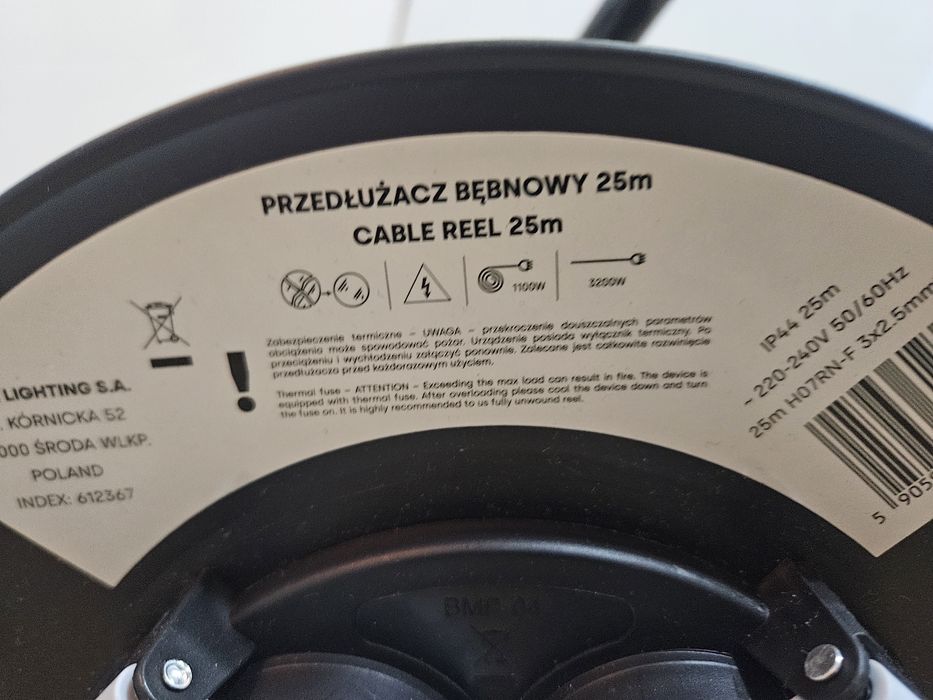 PRZEDŁUŻACZ BĘBNOWY 25m
CABLE REEL 25m
1100W
3200W
Zabezpieczenie termiczne – UWAGA – przekroczenie douszczalnych parametrów
obciążenia może spowodować pożar. Urządzenie posiada wyłącznik termiczny. Po
przeciążeniu i wychłodzeniu załączyć ponownie. Zalecane jest całkowite rozwinięcie
przedłużacza przed każdorazowym użyciem.
Thermal fuse – ATTENTION – Exceeding the max load can result in fire. The device is
equipped with thermal fuse. After overloading please cool the device down and turn
the fuse on. It is highly recommended to us fully unwound reel.
!
LIGHTING S.A.
. KÓRNICKA 52
000 ŚRODA WLKP.
POLAND
INDEX: 612367
IP44 25m
~ 220-240V 50/60Hz
25m H07RN-F 3x2.5mm
5 905